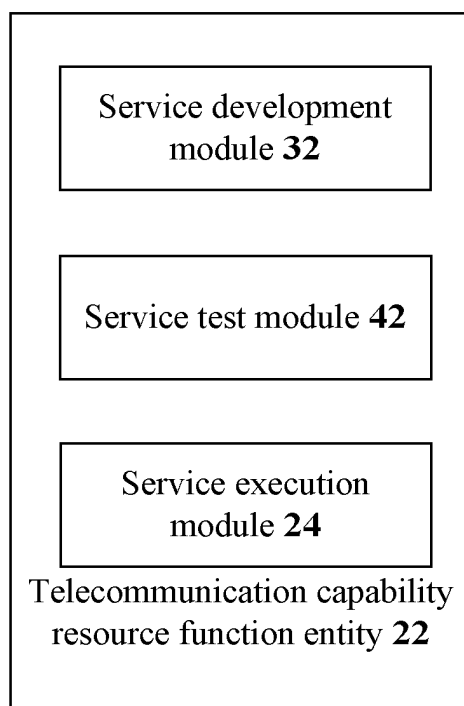 Service development
module 32
Service test module 42
Service execution
module 24
Telecommunication capability
resource function entity 22